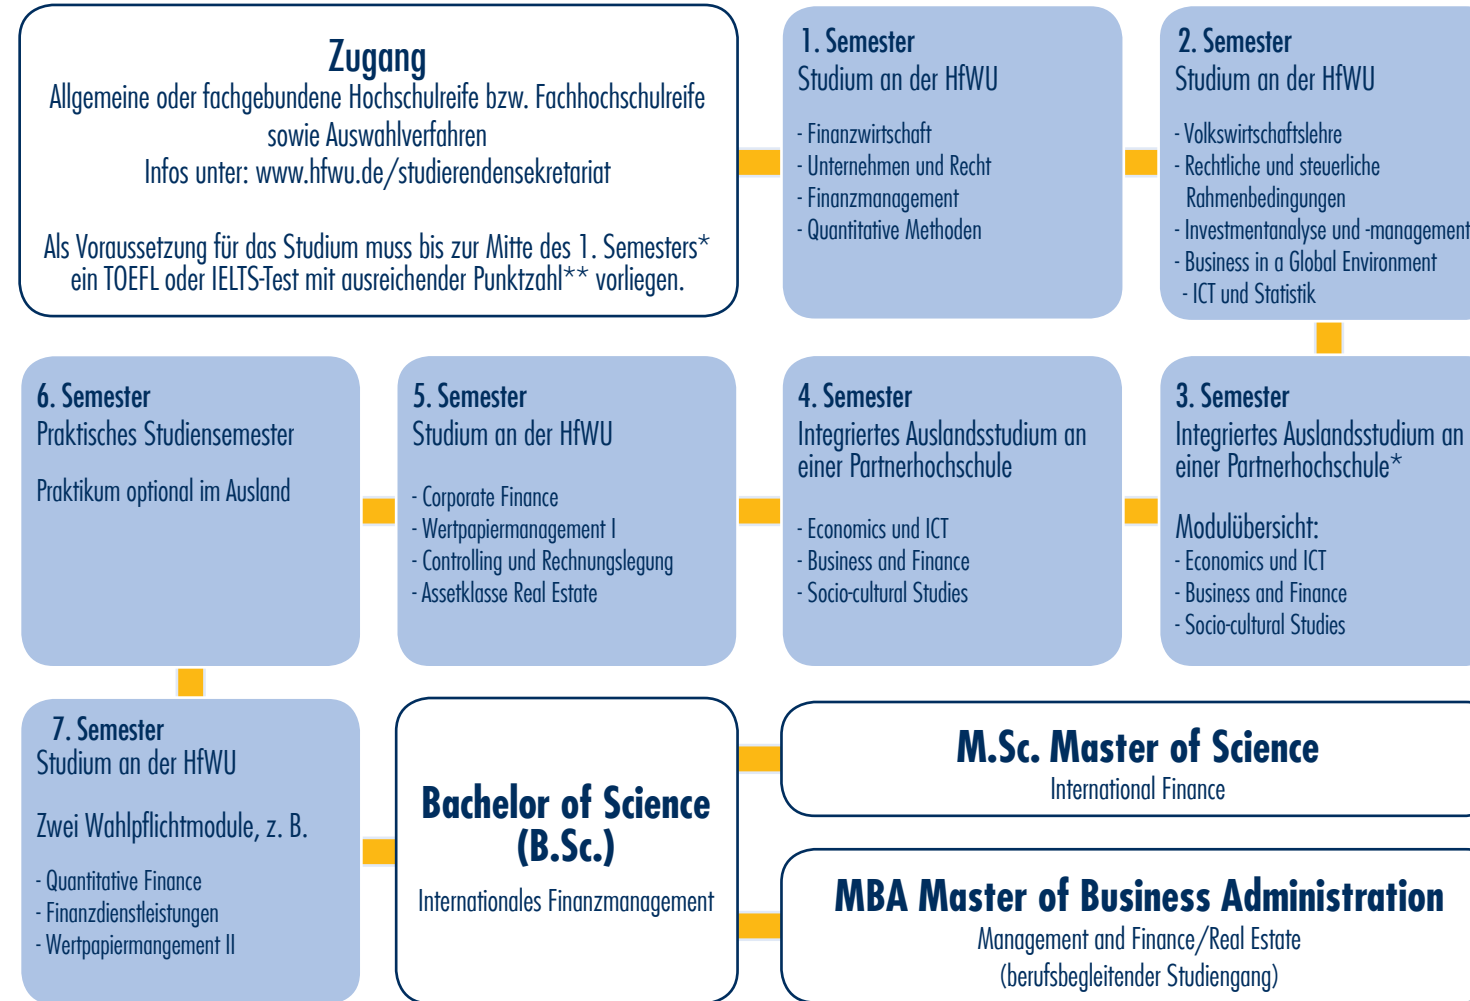 Zugang
Allgemeine oder fachgebundene Hochschulreife bzw. Fachhochschulreife
sowie Auswahlverfahren
Infos unter: www.hfwu.de/studierendensekretariat
Als Voraussetzung für das Studium muss bis zur Mitte des 1. Semesters*
ein TOEFL oder IELTS-Test mit ausreichender Punktzahl** vorliegen.
1. Semester
Studium an der HfWU
- Finanzwirtschaft
- Unternehmen und Recht
- Finanzmanagement
- Quantitative Methoden
2. Semester
Studium an der HfWU
- Volkswirtschaftslehre
- Rechtliche und steuerliche
Rahmenbedingungen
- Investmentanalyse und -management
- Business in a Global Environment
- ICT und Statistik
3. Semester
Integriertes Auslandsstudium an
einer Partnerhochschule*
Modulübersicht:
- Economics und ICT
- Business and Finance
- Socio-cultural Studies
4. Semester
Integriertes Auslandsstudium an
einer Partnerhochschule
- Economics und ICT
- Business and Finance
- Socio-cultural Studies
5. Semester
Studium an der HfWU
- Corporate Finance
- Wertpapiermanagement I
- Controlling und Rechnungslegung
- Assetklasse Real Estate
6. Semester
Praktisches Studiensemester
Praktikum optional im Ausland
7. Semester
Studium an der HfWU
Zwei Wahlpflichtmodule, z. B.
- Quantitative Finance
- Finanzdienstleistungen
- Wertpapiermangement II
Bachelor of Science
(B.Sc.)
Internationales Finanzmanagement
M.Sc. Master of Science
International Finance
MBA Master of Business Administration
Management and Finance/Real Estate
(berufsbegleitender Studiengang)